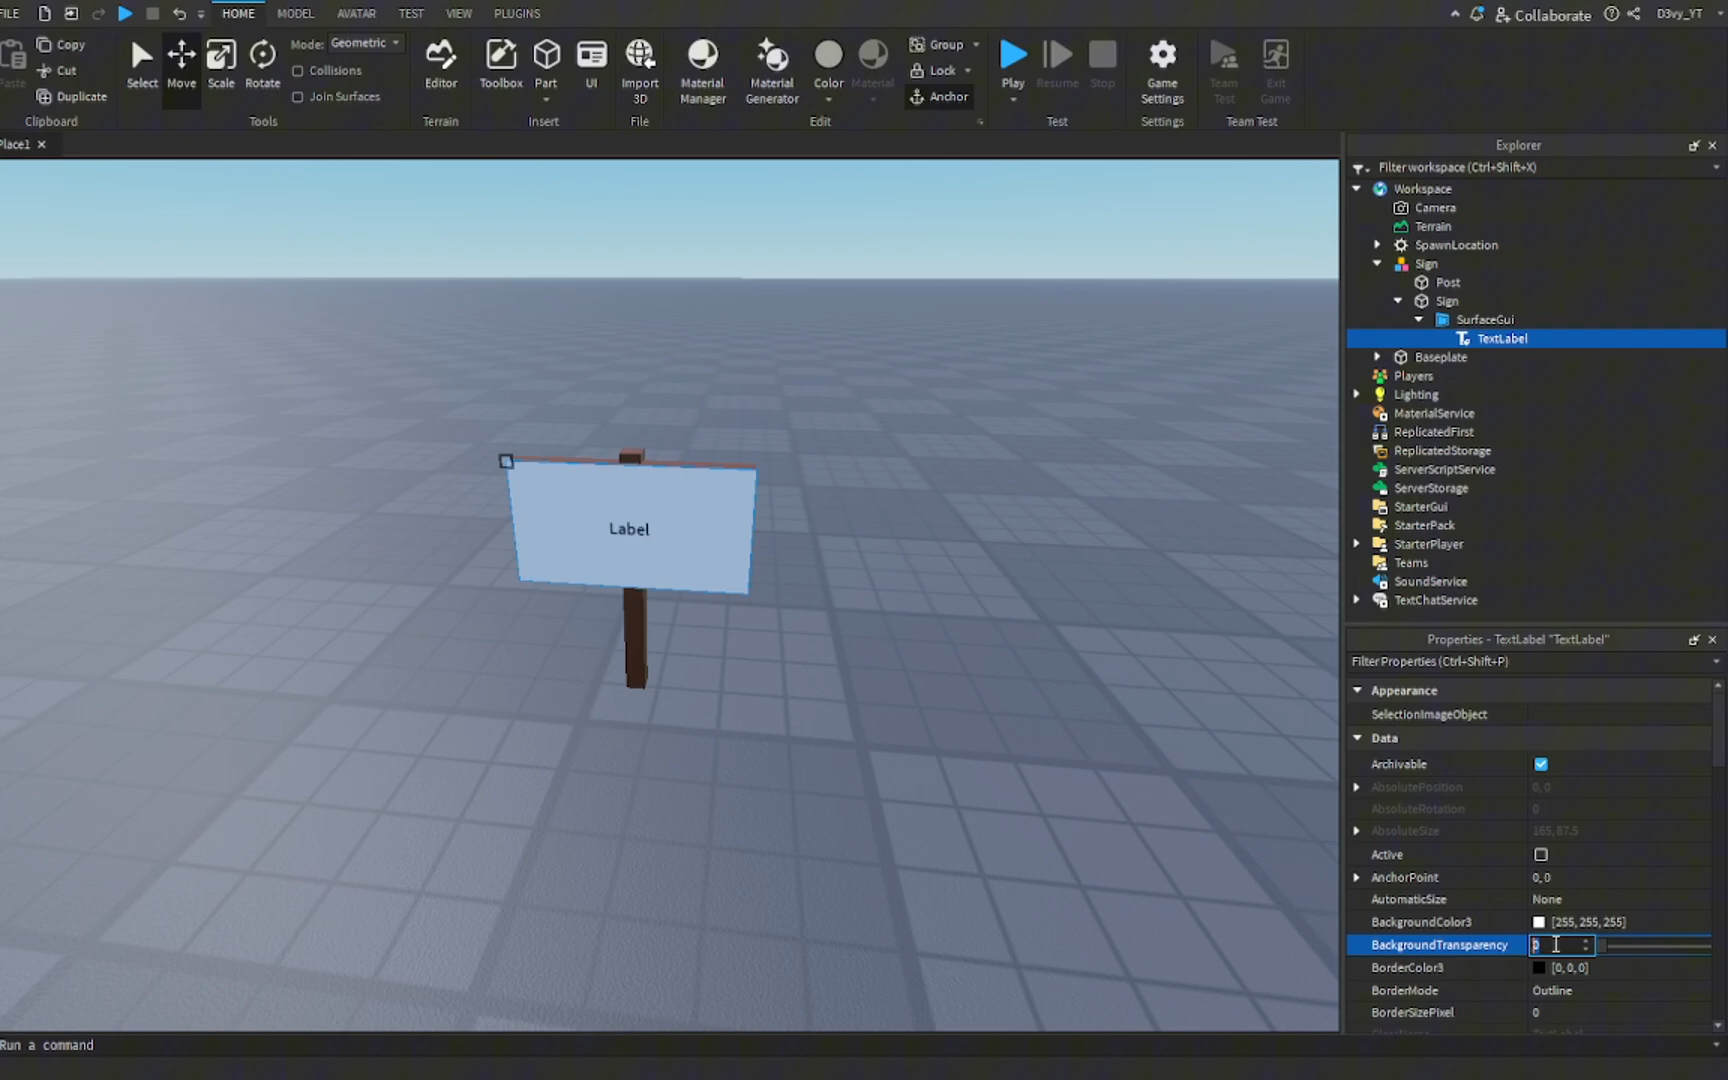 FILE HOME MODEL AVATAR TEST VIEW PLUGINS Collaborate D3vy_YT
Paste Copy Cut Duplicate
Clipboard
Select Move Scale Rotate
Mode: Geometric
Collisions
Join Surfaces
Tools
Editor
Terrain
Toolbox Part UI
Insert
Import 3D
File
Material Manager
Material Generator
Color Material
Group
Lock
Anchor
Edit
Play Resume Stop
Test
Game Settings
Settings
Team Test
Exit Game
Team Test
Place1
Label
Explorer
Filter workspace (Ctrl+Shift+X)
Workspace
Camera
Terrain
SpawnLocation
Sign
Post
Sign
SurfaceGui
TextLabel
Baseplate
Players
Lighting
MaterialService
ReplicatedFirst
ReplicatedStorage
ServerScriptService
ServerStorage
StarterGui
StarterPack
StarterPlayer
Teams
SoundService
TextChatService
Properties - TextLabel "TextLabel"
Filter Properties (Ctrl+Shift+P)
Appearance
SelectionImageObject
Data
Archivable
AbsolutePosition 0, 0
AbsoluteRotation 0
AbsoluteSize 165, 87.5
Active
AnchorPoint 0, 0
AutomaticSize None
BackgroundColor3 [255, 255, 255]
BackgroundTransparency 0
BorderColor3 [0, 0, 0]
BorderMode Outline
BorderSizePixel 0
Run a command